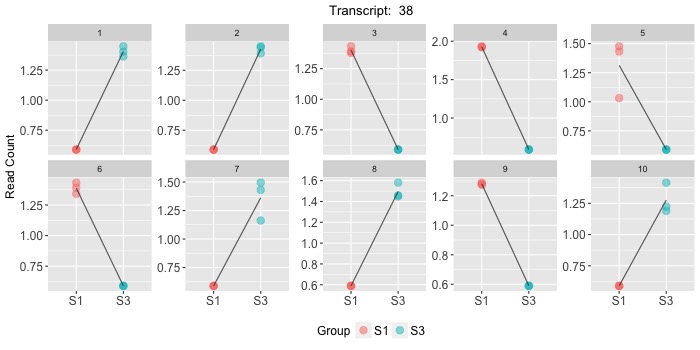 Transcript:  38
Read Count
1 2 3 4 5
1.25 1.25 1.25 2.0 1.50
1.00 1.00 1.00 1.5 1.25
0.75 0.75 0.75 1.0 1.00
0.75
6 7 8 9 10
1.25 1.50 1.6 1.2 1.25
1.00 1.25 1.4 1.0 1.00
0.75 1.00 1.2 0.8 0.75
0.75 1.0 0.6
0.8
0.6
S1 S3 S1 S3 S1 S3 S1 S3 S1 S3
Group S1 S3